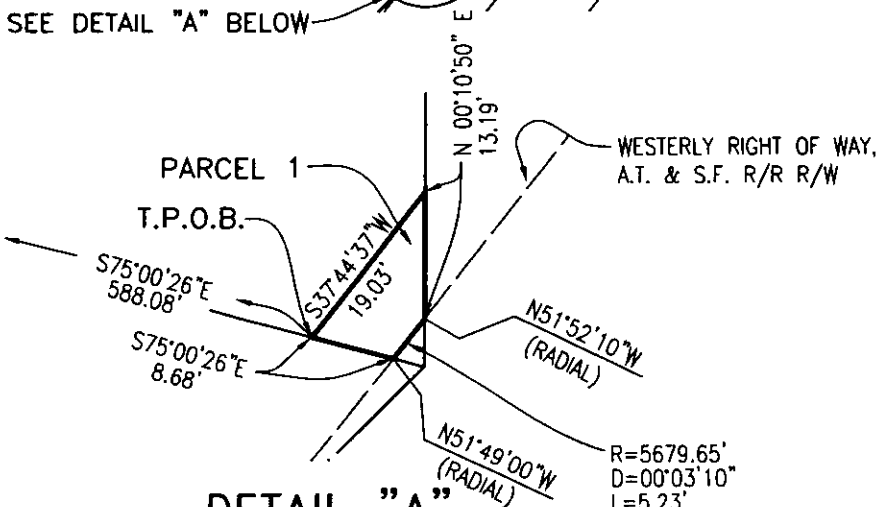 SEE DETAIL "A" BELOW
N 00°10'50" E
13.19'
WESTERLY RIGHT OF WAY,
A.T. & S.F. R/R R/W
PARCEL 1
T.P.O.B.
S37°44'37"W
19.03'
S75°00'26"E
588.08'
S75°00'26"E
8.68'
N51°52'10"W
(RADIAL)
N51°49'00"W
(RADIAL)
R=5679.65'
D=00°03'10"
L=5.23'
DETAIL "A"